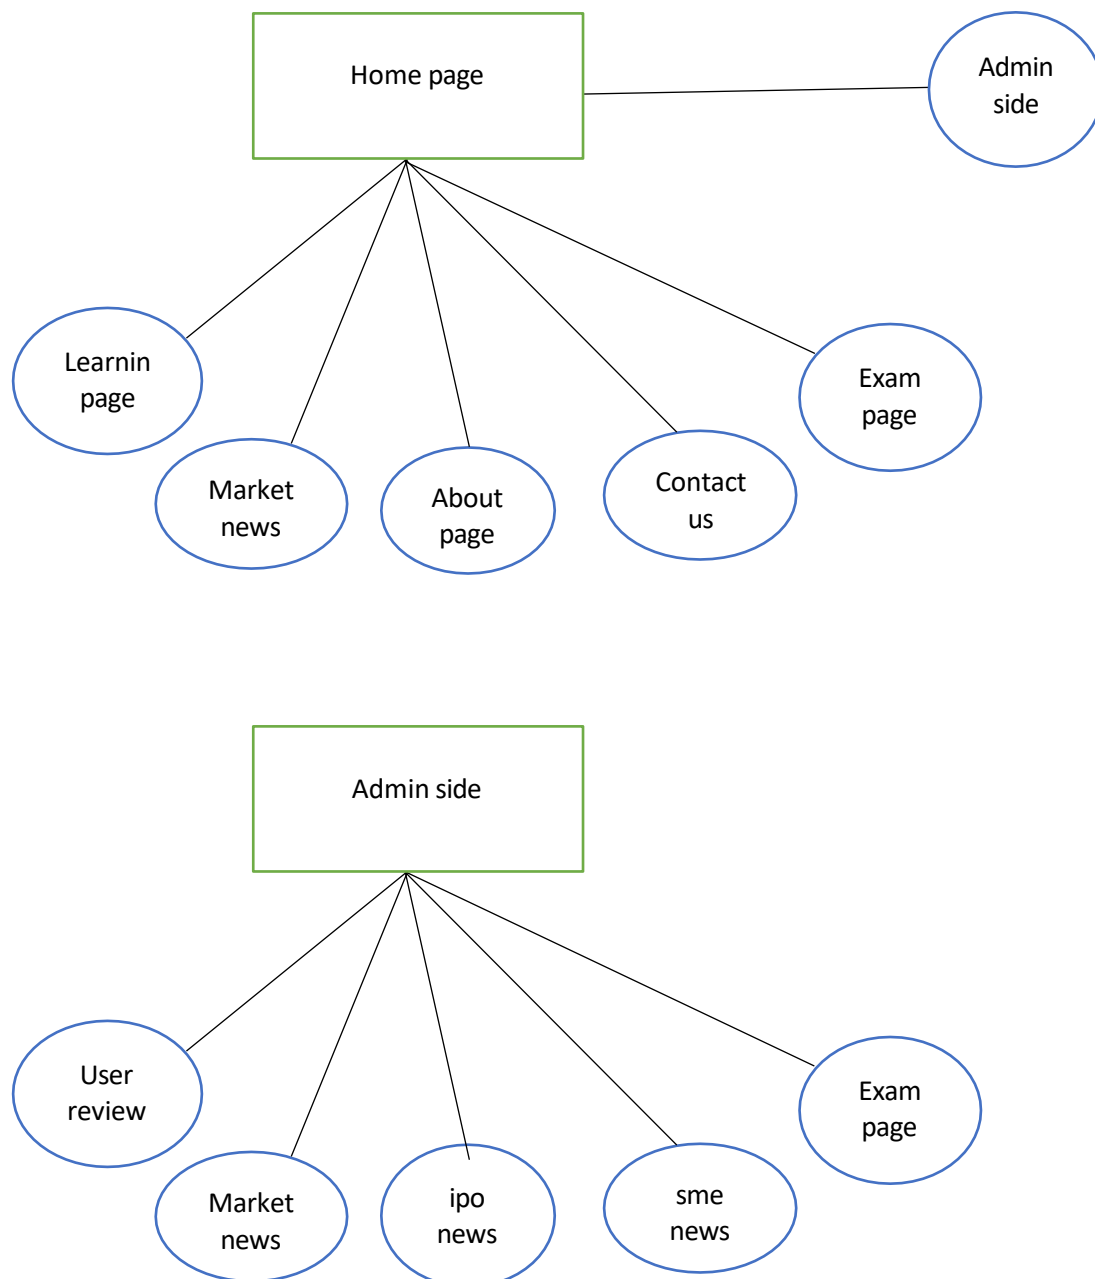 Home page
Admin
side
Learnin
page
Market
news
About
page
Contact
us
Exam
page
Admin side
User
review
Market
news
ipo
news
sme
news
Exam
page